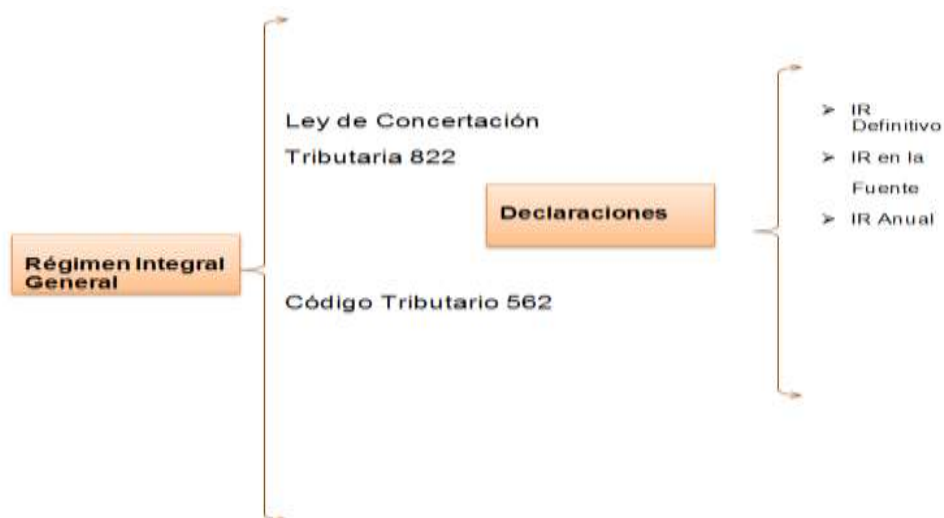 Régimen Integral
General
Ley de Concertación
Tributaria 822
Código Tributario 562
Declaraciones
➢ IR
Definitivo
➢ IR en la
Fuente
➢ IR Anual